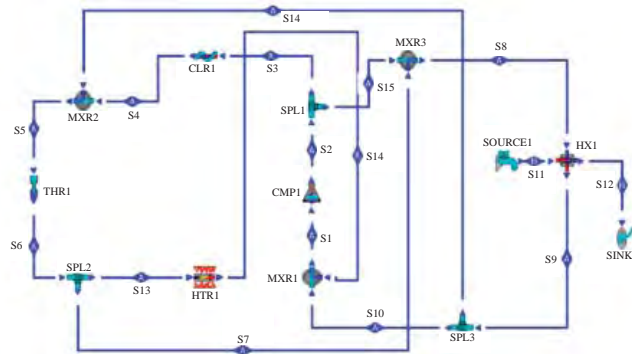 S14
MXR3
S8
CLR1
S3
S15
MXR2
S4
SPL1
S5
SOURCE1
HX1
S2
S14
S11
S12
THR1
CMP1
S6
S1
SINK
S9
SPL2
S13
HTR1
MXR1
S10
SPL3
S7